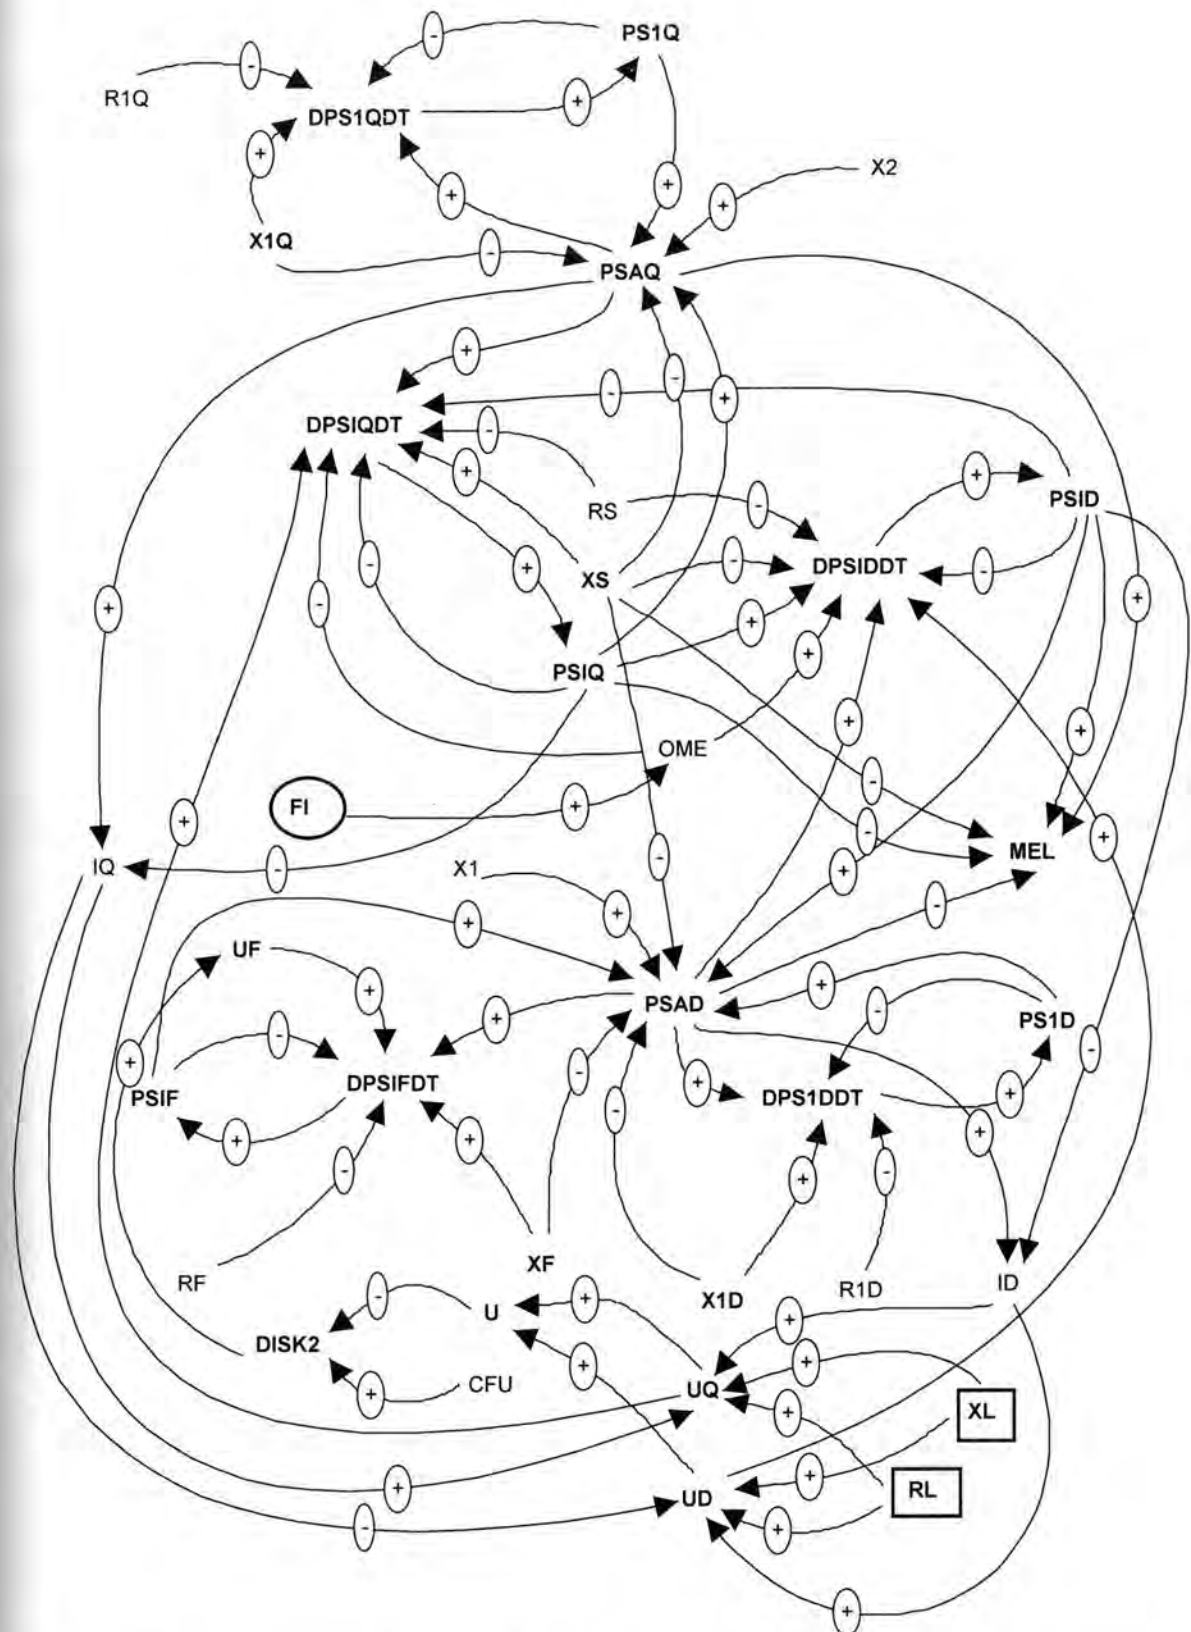 PS1Q
-
-
R1Q
+
DPS1QDT
+
X2
+
+
+
X1Q
-
PSAQ
+
-
-
+
DPSIQDT
-
+
+
PSID
RS
-
-
+
-
-
DPSIDDT
-
+
XS
+
-
+
+
PSIQ
+
+
OME
-
FI
+
+
-
+
MEL
IQ
-
X1
-
+
+
+
-
UF
+
+
+
PSAD
-
PS1D
-
+
-
+
PSIF
DPSIFDT
-
+
DPS1DDT
+
-
+
+
+
-
+
-
XF
RF
X1D
R1D
ID
-
U
+
+
DISK2
+
+
+
CFU
UQ
+
XL
+
+
UD
RL
-
+
+